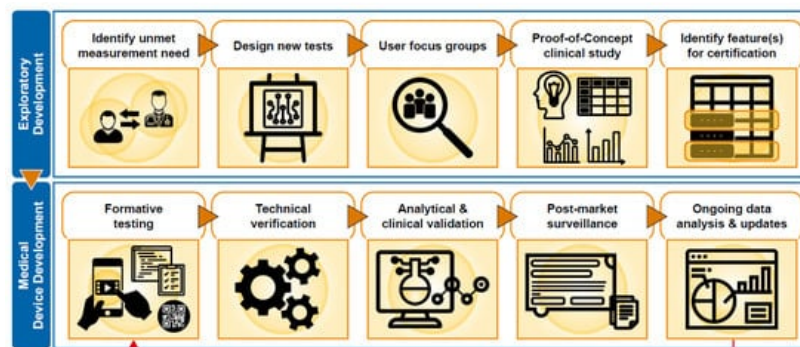 Exploratory
Development
Identify unmet
measurement need
Design new tests
User focus groups
Proof-of-Concept
clinical study
Identify feature(s)
for certification
Medical
Device Development
Formative
testing
Technical
verification
Analytical &
clinical validation
Post-market
surveillance
Ongoing data
analysis & updates